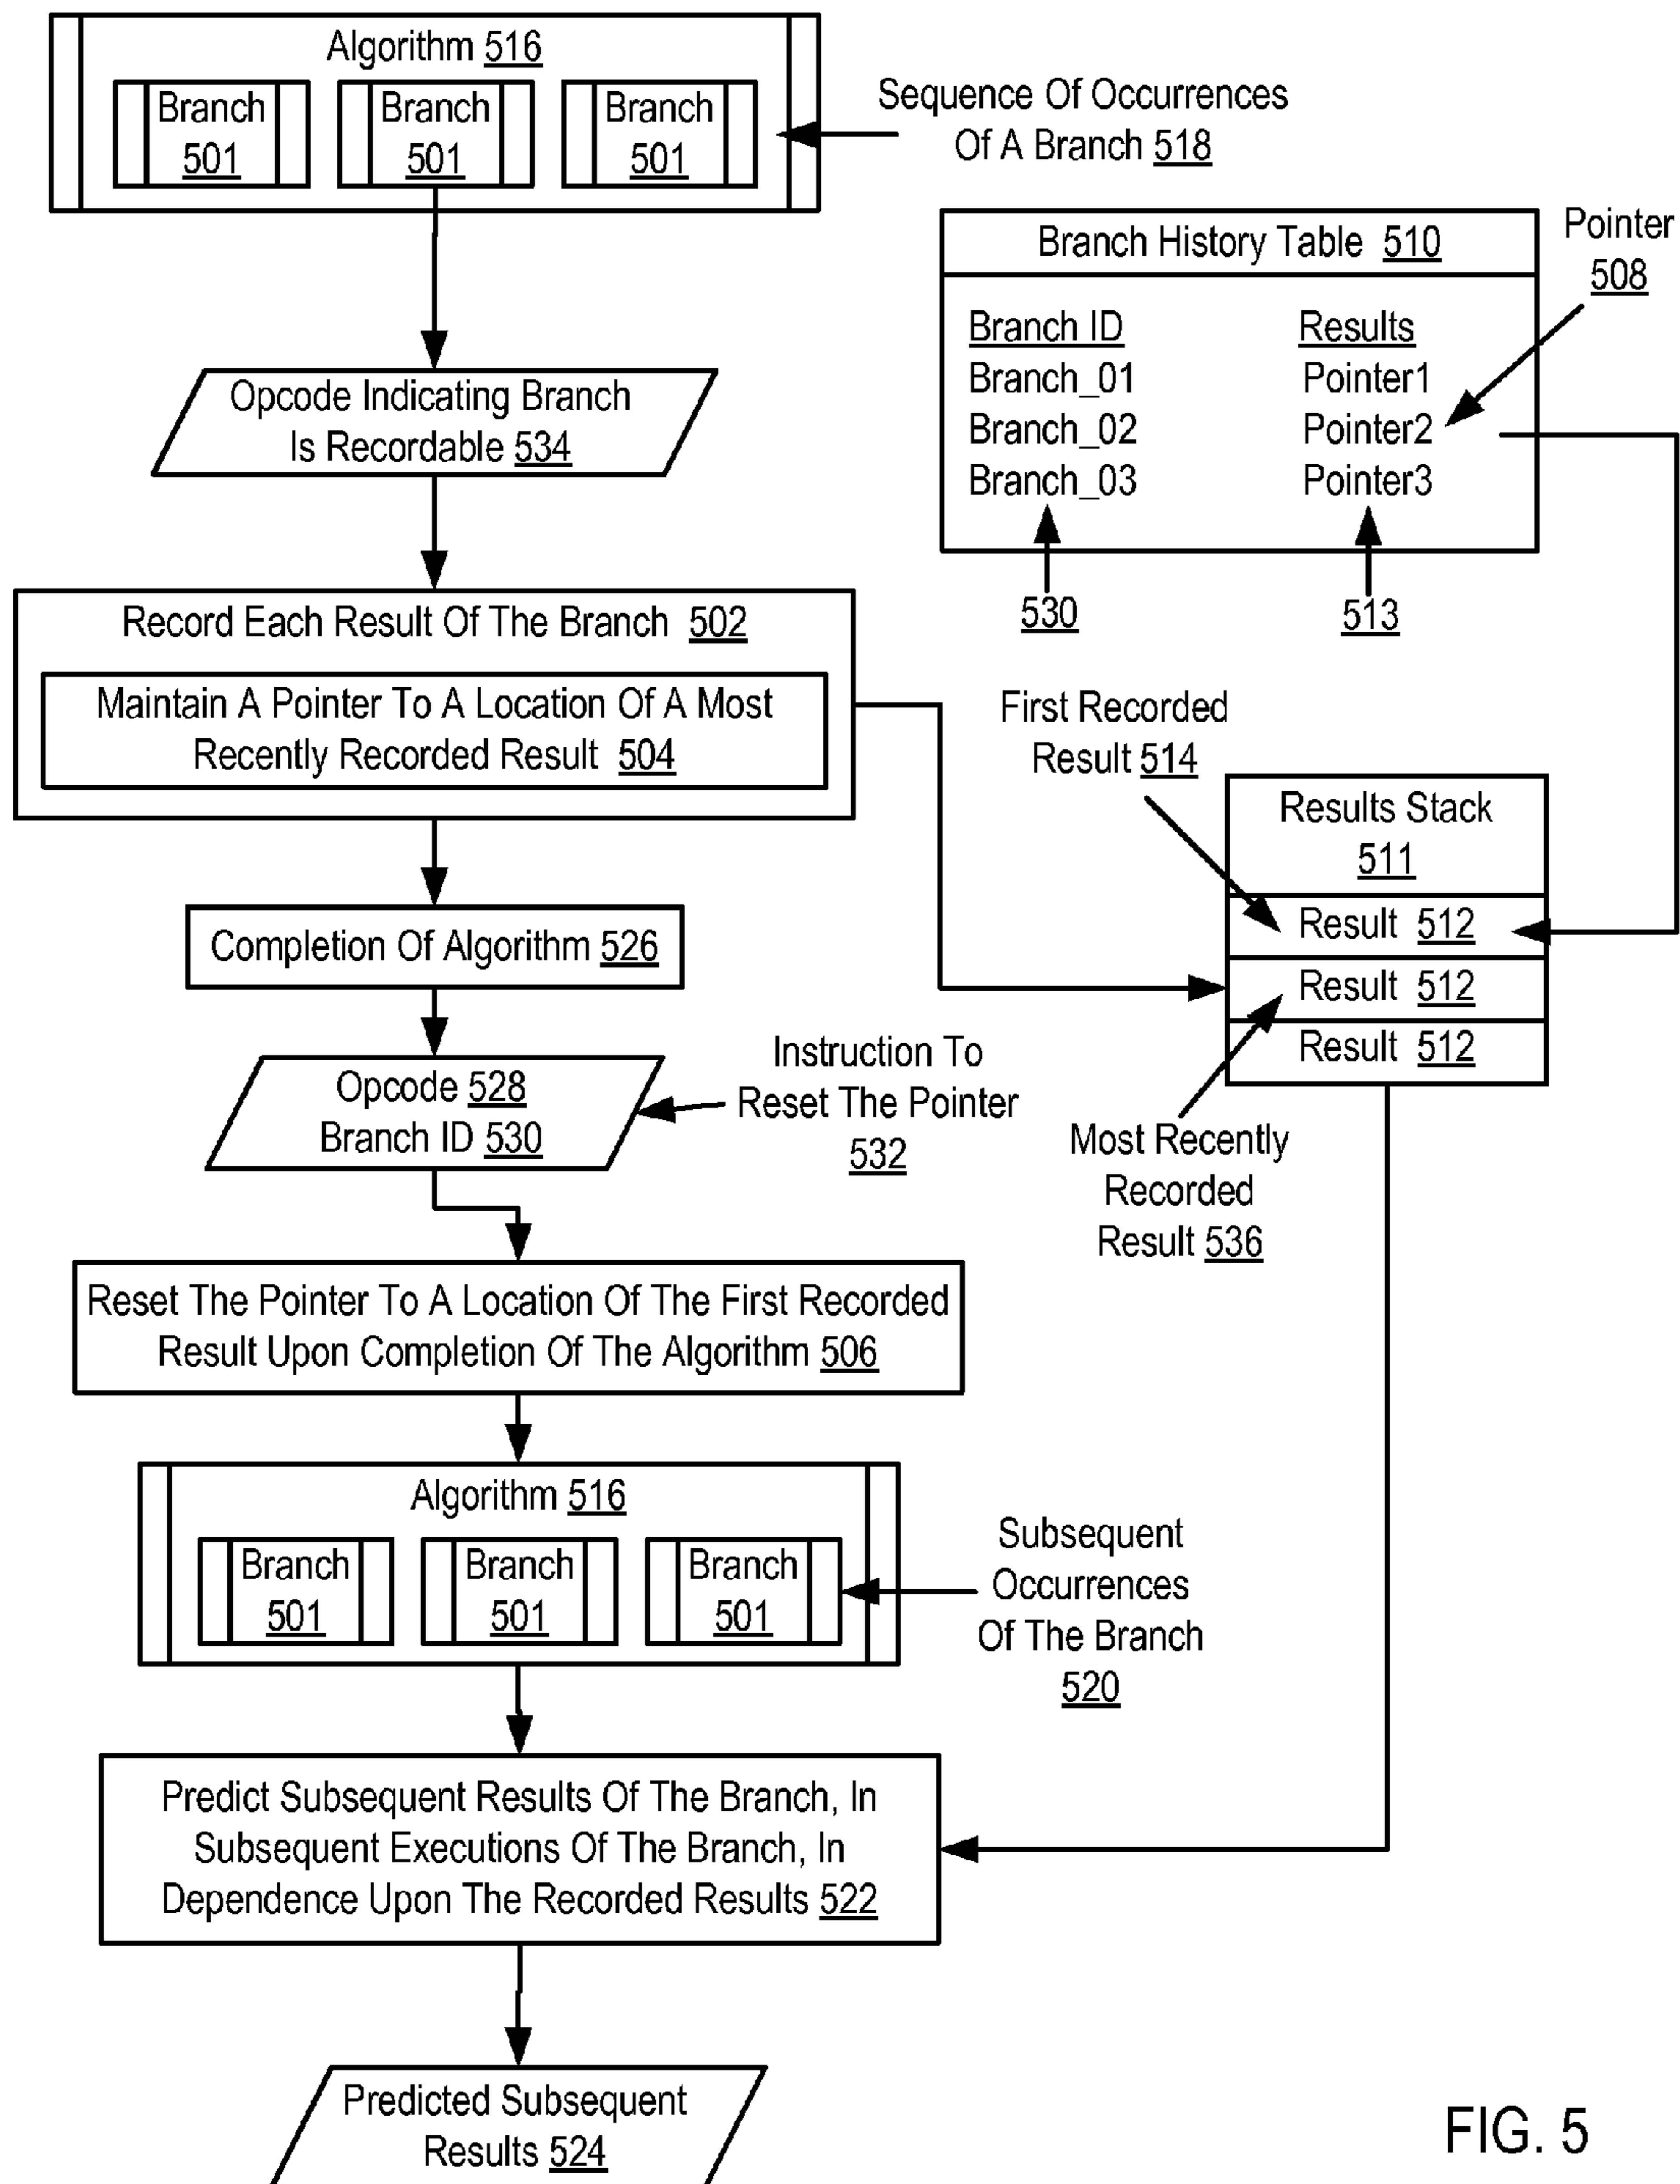 Algorithm 516
Branch
501
Branch
501
Branch
501
Sequence Of Occurrences
Of A Branch 518
Opcode Indicating Branch
Is Recordable 534
Branch History Table 510
Branch ID Results
Branch_01 Pointer1
Branch_02 Pointer2
Branch_03 Pointer3
Pointer
508
530
513
Record Each Result Of The Branch 502
Maintain A Pointer To A Location Of A Most
Recently Recorded Result 504
First Recorded
Result 514
Results Stack
511
Result 512
Result 512
Result 512
Most Recently
Recorded
Result 536
Completion Of Algorithm 526
Opcode 528
Branch ID 530
Instruction To
Reset The Pointer
532
Reset The Pointer To A Location Of The First Recorded
Result Upon Completion Of The Algorithm 506
Algorithm 516
Branch
501
Branch
501
Branch
501
Subsequent
Occurrences
Of The Branch
520
Predict Subsequent Results Of The Branch, In
Subsequent Executions Of The Branch, In
Dependence Upon The Recorded Results 522
Predicted Subsequent
Results 524
FIG. 5